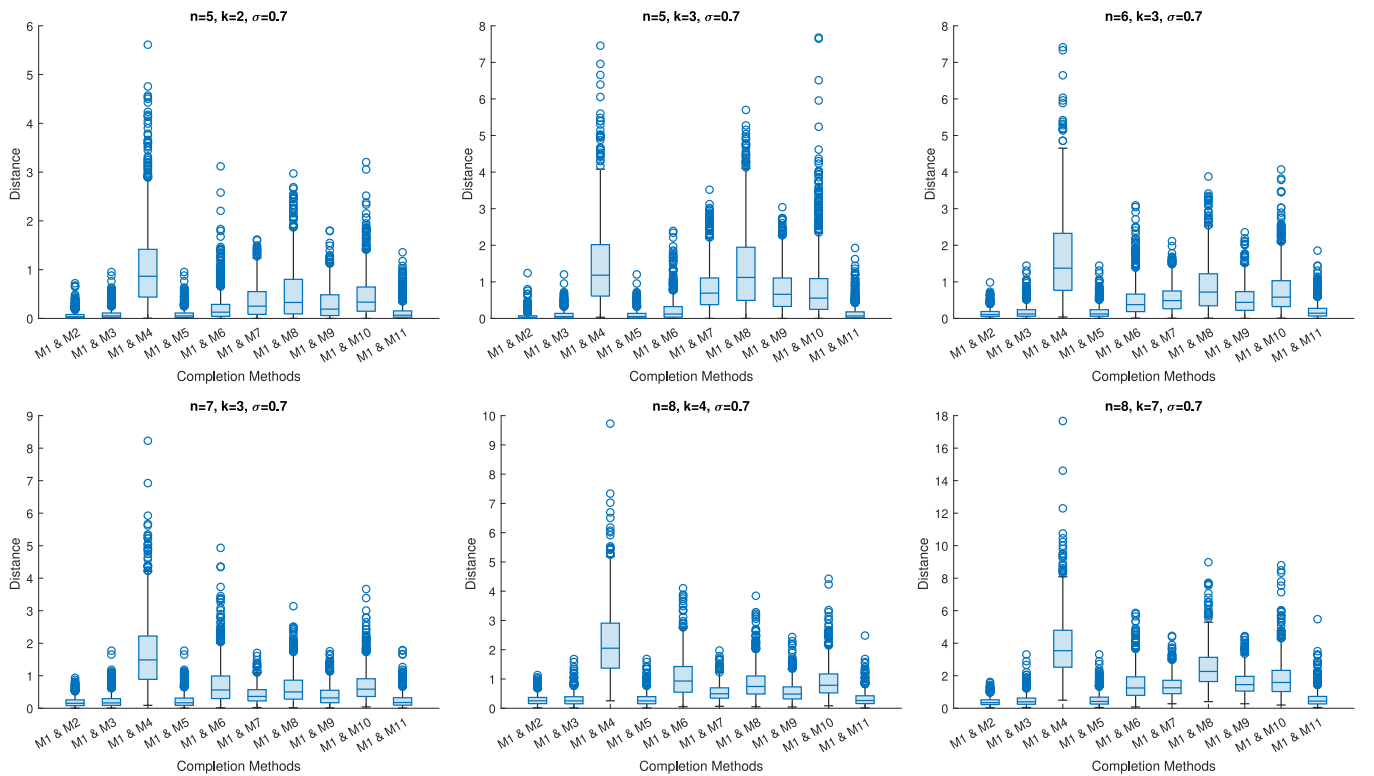 n=5, k=2, σ=0.7
6
5
4
3
2
1
0
Distance
M1 & M2
M1 & M3
M1 & M4
M1 & M5
M1 & M6
M1 & M7
M1 & M8
M1 & M9
M1 & M10
M1 & M11
Completion Methods
n=5, k=3, σ=0.7
8
7
6
5
4
3
2
1
0
Distance
M1 & M2
M1 & M3
M1 & M4
M1 & M5
M1 & M6
M1 & M7
M1 & M8
M1 & M9
M1 & M10
M1 & M11
Completion Methods
n=6, k=3, σ=0.7
8
7
6
5
4
3
2
1
0
Distance
M1 & M2
M1 & M3
M1 & M4
M1 & M5
M1 & M6
M1 & M7
M1 & M8
M1 & M9
M1 & M10
M1 & M11
Completion Methods
n=7, k=3, σ=0.7
9
8
7
6
5
4
3
2
1
0
Distance
M1 & M2
M1 & M3
M1 & M4
M1 & M5
M1 & M6
M1 & M7
M1 & M8
M1 & M9
M1 & M10
M1 & M11
Completion Methods
n=8, k=4, σ=0.7
10
9
8
7
6
5
4
3
2
1
0
Distance
M1 & M2
M1 & M3
M1 & M4
M1 & M5
M1 & M6
M1 & M7
M1 & M8
M1 & M9
M1 & M10
M1 & M11
Completion Methods
n=8, k=7, σ=0.7
18
16
14
12
10
8
6
4
2
0
Distance
M1 & M2
M1 & M3
M1 & M4
M1 & M5
M1 & M6
M1 & M7
M1 & M8
M1 & M9
M1 & M10
M1 & M11
Completion Methods